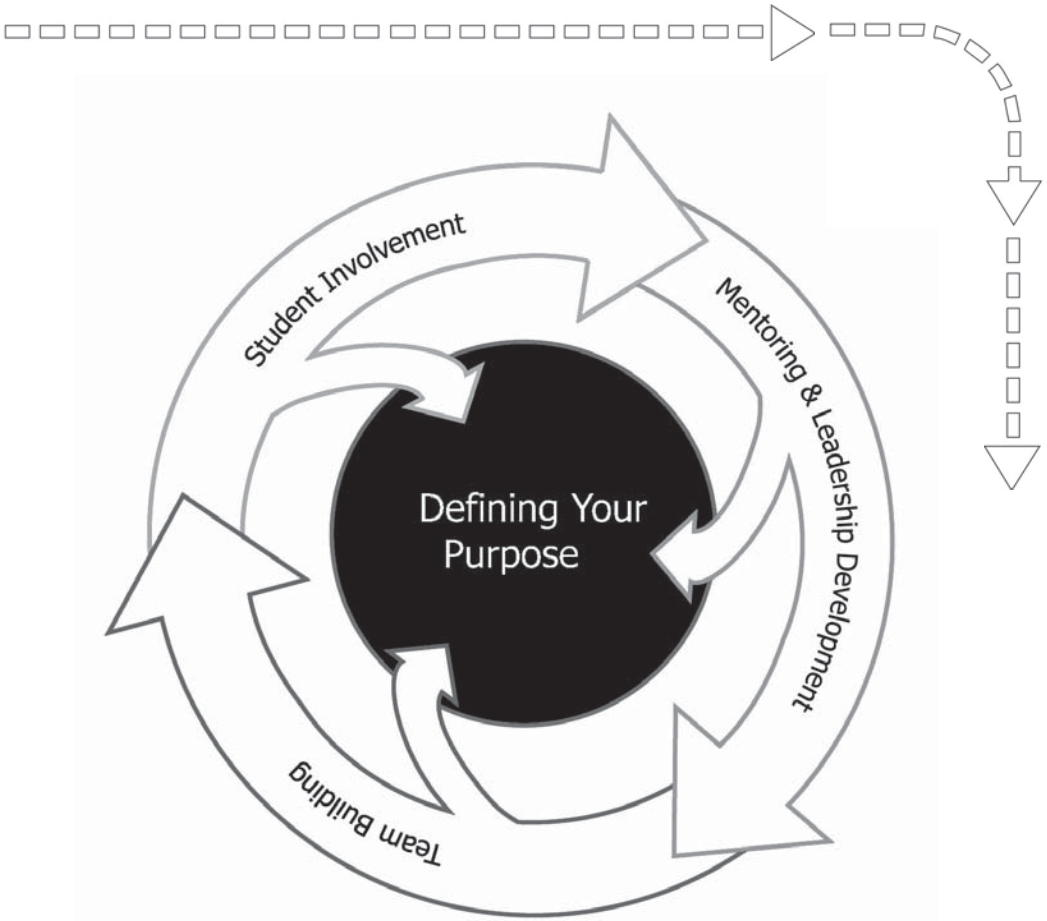 Student Involvement
Mentoring & Leadership Development
Defining Your
Purpose
Team Building